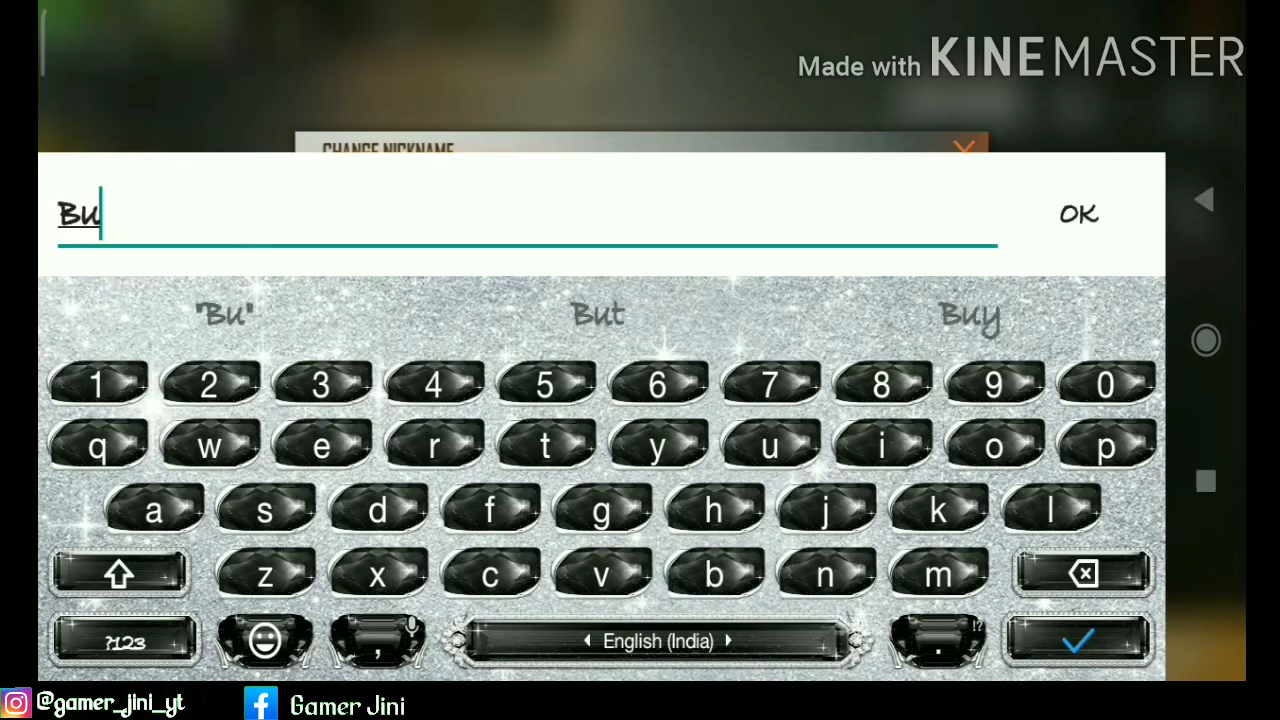 Made with KINEMASTER
CHANGE NICKNAME
Bu
OK
"Bu" But Buy
1 2 3 4 5 6 7 8 9 0
q w e r t y u i o p
a s d f g h j k l
z x c v b n m
?123 , English (India) . !?
@gamer_jini_yt Gamer Jini